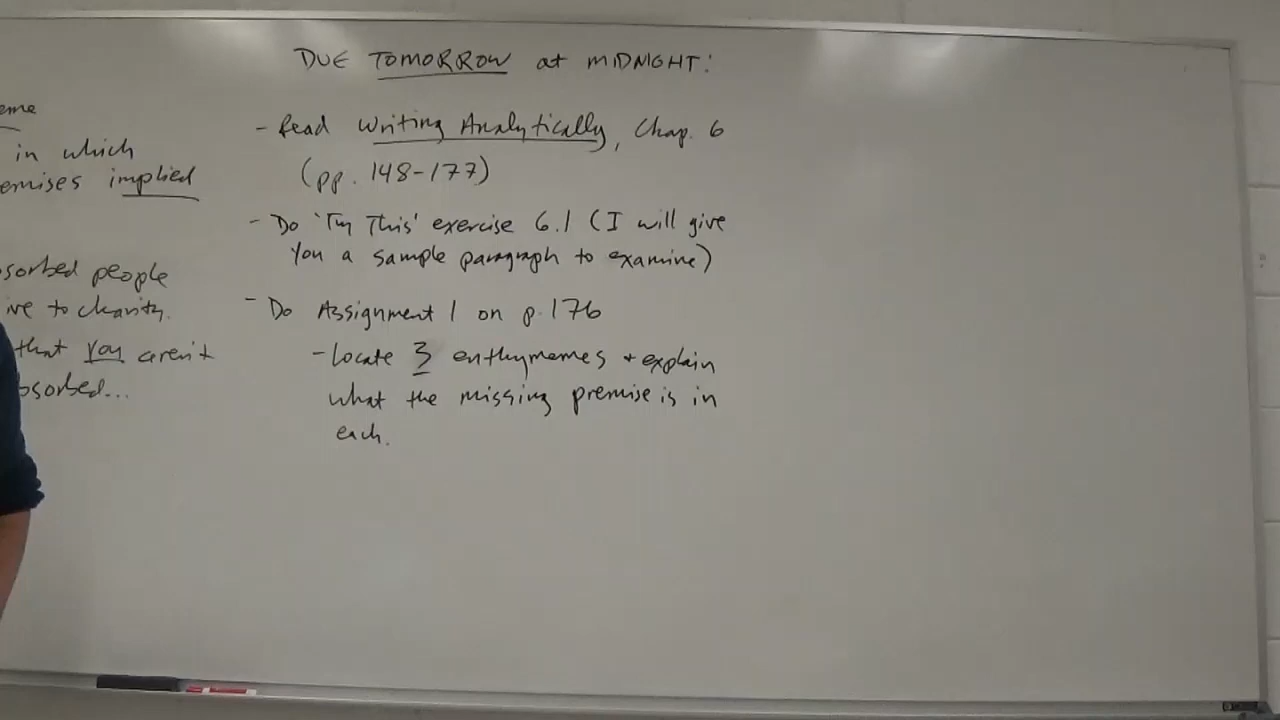 DUE TOMORROW at MIDNIGHT:
- Read Writing Analytically, Chap. 6
(pp. 148-177)
- Do 'Try This' exercise 6.1 (I will give
You a sample paragraph to examine)
- Do Assignment 1 on p. 176
- Locate 3 enthymemes + explain
what the missing premise is in
each.
eme
in which
emises implied
sorbed people
ive to charity.
that you aren't
bsorbed...